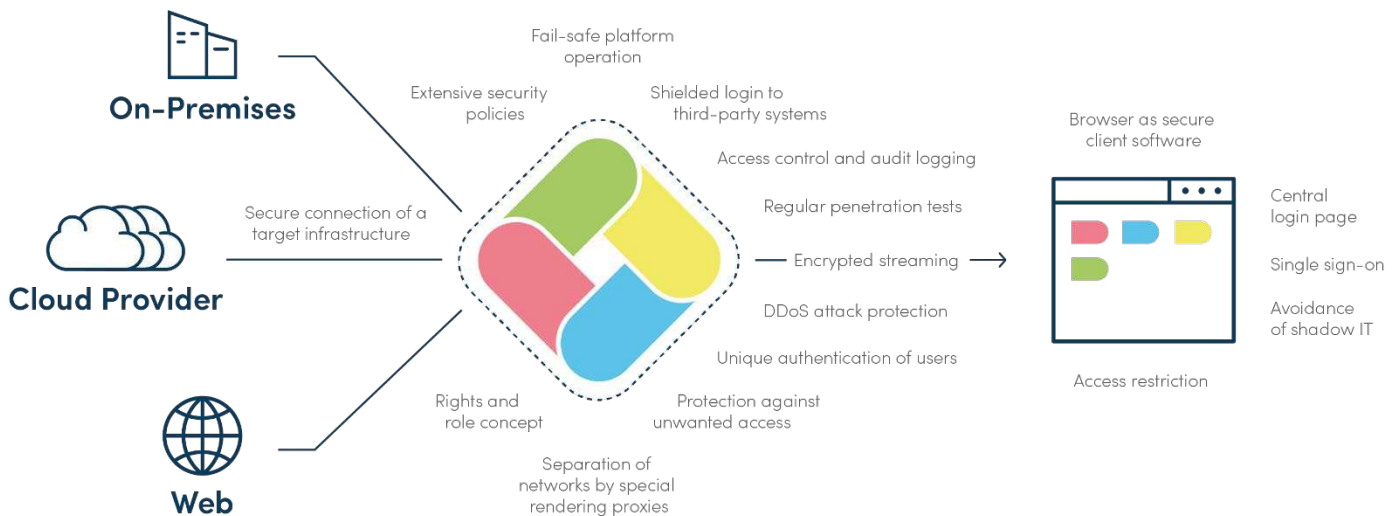 Fail-safe platform
operation
On-Premises
Extensive security
policies
Shielded login to
third-party systems
Browser as secure
client software
Access control and audit logging
Central
login page
Regular penetration tests
Secure connection of a
target infrastructure
Encrypted streaming
Single sign-on
Cloud Provider
DDoS attack protection
Avoidance
of shadow IT
Unique authentication of users
Access restriction
Rights and
role concept
Protection against
unwanted access
Separation of
networks by special
rendering proxies
Web